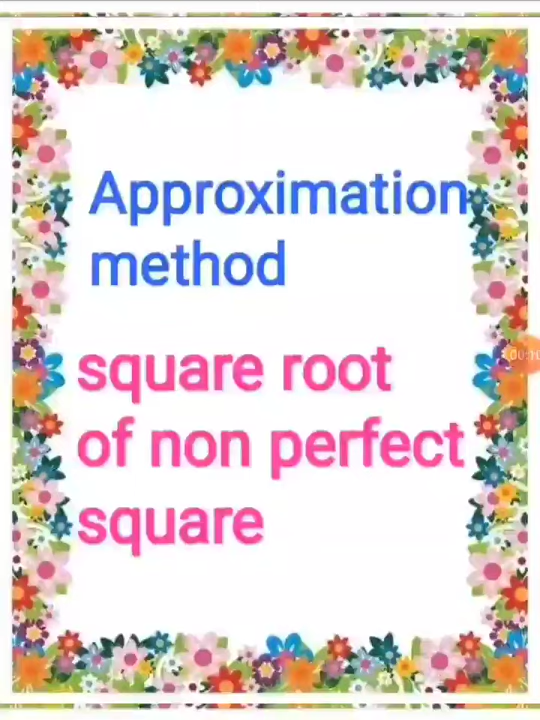 Approximation
method
square root
of non perfect
square